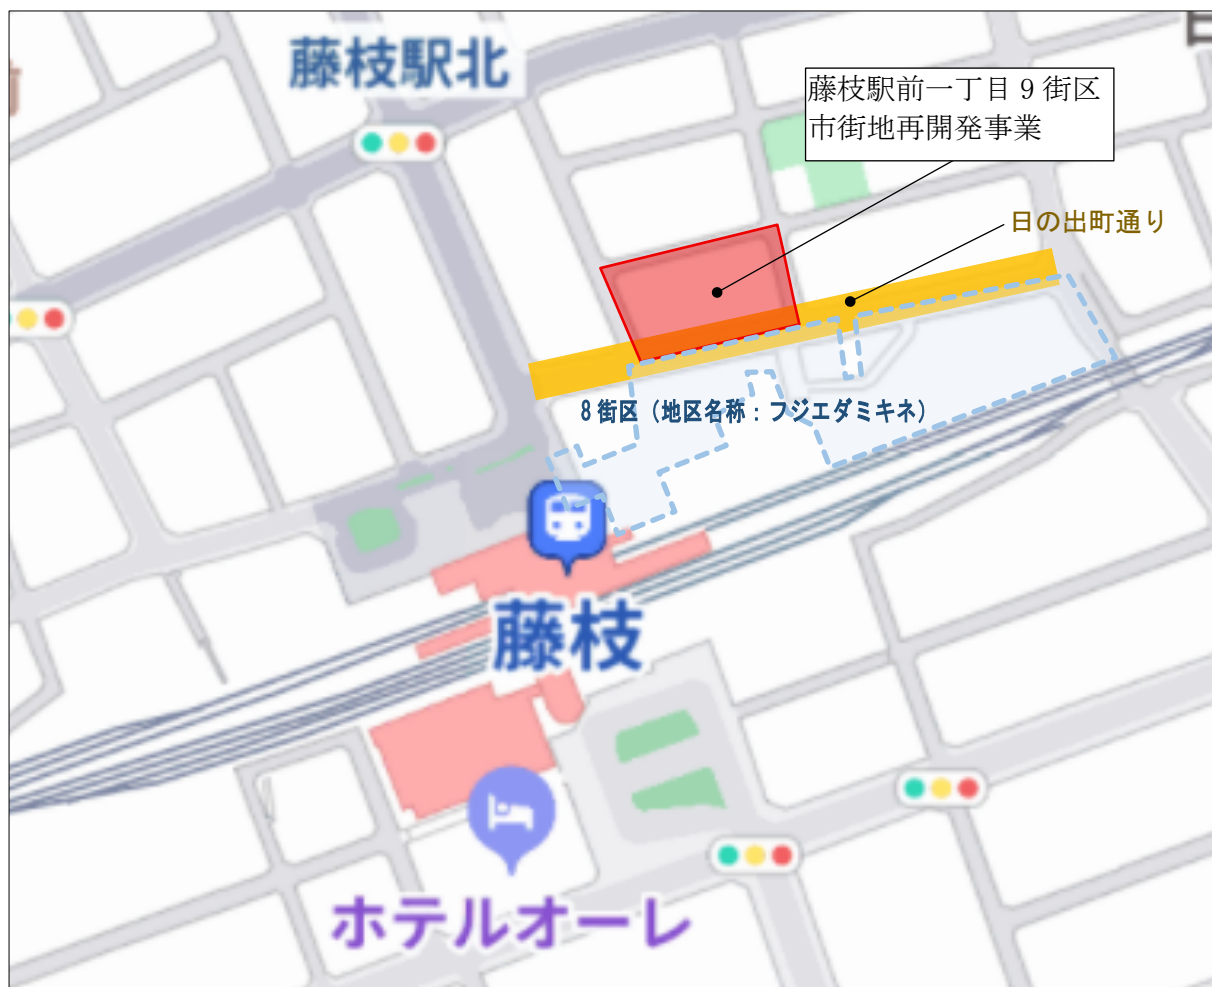 藤枝駅北
藤枝駅前一丁目 9 街区
市街地再開発事業
日の出町通り
8 街区（地区名称：フジエダミキネ）
藤枝
ホテルオーレ